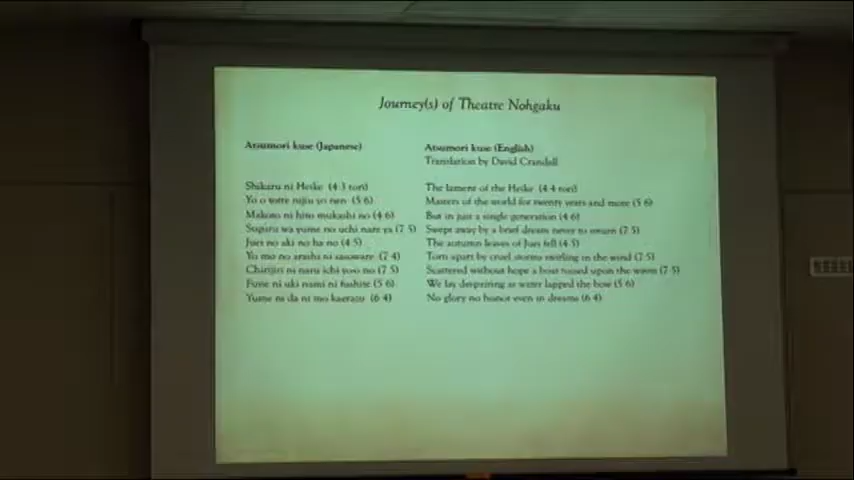 Journey(s) of Theatre Nohgaku
Atsumori kuse (Japanese)
Shikaru ni Heike (4 3 tori)
Yo o totte nijiu yo nen (5 6)
Makoto ni hito mukashi no (4 6)
Suguru wa yume no uchi nare ya (7 5)
Juei no aki no ha no (4 5)
Yo mo no arashi ni sasoware (7 4)
Chirijiri ni naru ichi yoo no (7 5)
Fune ni uki nami ni fushite (5 6)
Yume ni da ni mo kaerazu (6 4)
Atsumori kuse (English)
Translation by David Crandall
The lament of the Heike (4 4 tori)
Masters of the world for twenty years and more (5 6)
But in just a single generation (4 6)
Swept away by a brief dream never to return (7 5)
The autumn leaves of Juei fell (4 5)
Torn apart by cruel storms swirling in the wind (7 5)
Scattered without hope a boat tossed upon the waves (7 5)
We lay despairing as water lapped the bow (5 6)
No glory no honor even in dreams (6 4)